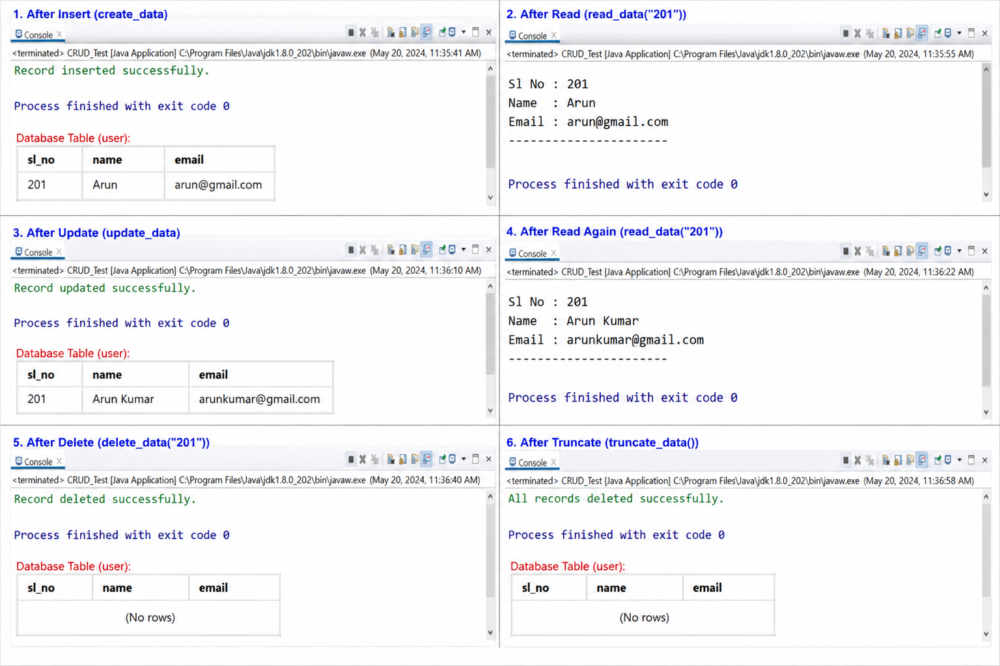 1. After Insert (create_data)
Console
<terminated> CRUD_Test [Java Application] C:\Program Files\Java\jdk1.8.0_202\bin\javaw.exe (May 20, 2024, 11:35:41 AM)
Record inserted successfully.
Process finished with exit code 0
Database Table (user):
sl_no name email
201 Arun arun@gmail.com
2. After Read (read_data("201"))
Console
<terminated> CRUD_Test [Java Application] C:\Program Files\Java\jdk1.8.0_202\bin\javaw.exe (May 20, 2024, 11:35:55 AM)
Sl No : 201
Name  : Arun
Email : arun@gmail.com
----------------------
Process finished with exit code 0
3. After Update (update_data)
Console
<terminated> CRUD_Test [Java Application] C:\Program Files\Java\jdk1.8.0_202\bin\javaw.exe (May 20, 2024, 11:36:10 AM)
Record updated successfully.
Process finished with exit code 0
Database Table (user):
sl_no name email
201 Arun Kumar arunkumar@gmail.com
4. After Read Again (read_data("201"))
Console
<terminated> CRUD_Test [Java Application] C:\Program Files\Java\jdk1.8.0_202\bin\javaw.exe (May 20, 2024, 11:36:22 AM)
Sl No : 201
Name  : Arun Kumar
Email : arunkumar@gmail.com
----------------------
Process finished with exit code 0
5. After Delete (delete_data("201"))
Console
<terminated> CRUD_Test [Java Application] C:\Program Files\Java\jdk1.8.0_202\bin\javaw.exe (May 20, 2024, 11:36:40 AM)
Record deleted successfully.
Process finished with exit code 0
Database Table (user):
sl_no name email
(No rows)
6. After Truncate (truncate_data())
Console
<terminated> CRUD_Test [Java Application] C:\Program Files\Java\jdk1.8.0_202\bin\javaw.exe (May 20, 2024, 11:36:58 AM)
All records deleted successfully.
Process finished with exit code 0
Database Table (user):
sl_no name email
(No rows)